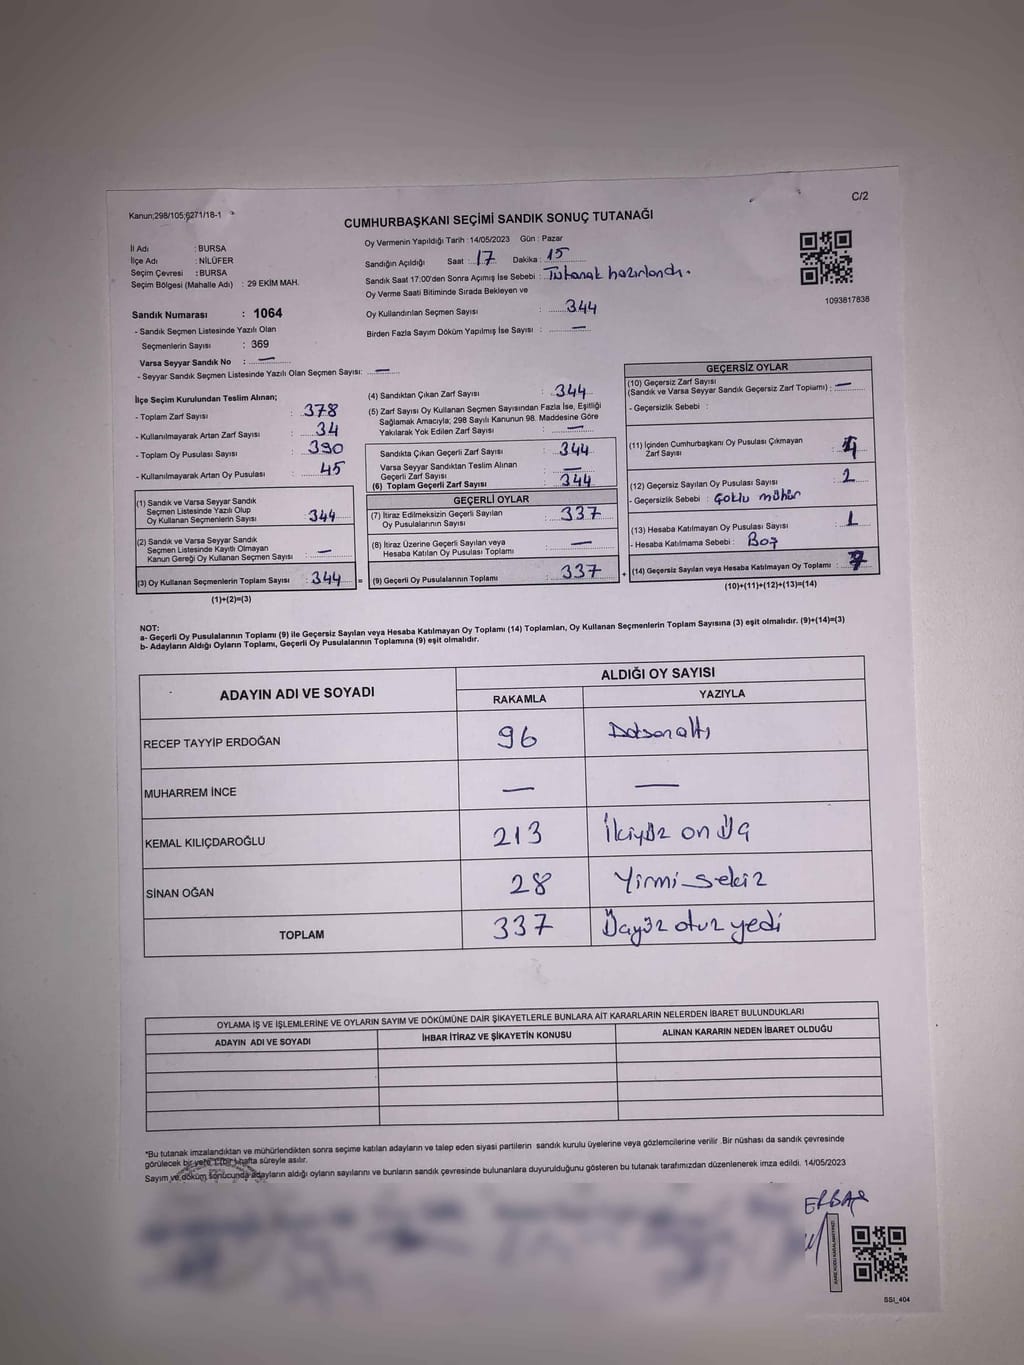 Kanun;298/105;6271/18-1
C/2
CUMHURBAŞKANI SEÇİMİ SANDIK SONUÇ TUTANAĞI
İl Adı : BURSA
İlçe Adı : NİLÜFER
Seçim Çevresi : BURSA
Seçim Bölgesi (Mahalle Adı) : 29 EKİM MAH.
Oy Vermenin Yapıldığı Tarih : 14/05/2023 Gün : Pazar
Sandığın Açıldığı Saat : 17 Dakika : 15
Sandık Saat 17:00'den Sonra Açımış İse Sebebi : Tutanak hazırlandı.
Oy Verme Saati Bitiminde Sırada Bekleyen ve
Oy Kullandırılan Seçmen Sayısı : 344
Birden Fazla Sayım Döküm Yapılmış İse Sayısı : —
1093817838
Sandık Numarası : 1064
- Sandık Seçmen Listesinde Yazılı Olan
Seçmenlerin Sayısı : 369
Varsa Seyyar Sandık No : —
- Seyyar Sandık Seçmen Listesinde Yazılı Olan Seçmen Sayısı: —
İlçe Seçim Kurulundan Teslim Alınan;
- Toplam Zarf Sayısı : 378
- Kullanılmayarak Artan Zarf Sayısı : 34
- Toplam Oy Pusulası Sayısı : 390
- Kullanılmayarak Artan Oy Pusulası : 45
(1) Sandık ve Varsa Seyyar Sandık
Seçmen Listesinde Yazılı Olup
Oy Kullanan Seçmenlerin Sayısı : 344
(2) Sandık ve Varsa Seyyar Sandık
Seçmen Listesinde Kayıtlı Olmayan
Kanun Gereği Oy Kullanan Seçmen Sayısı : —
(3) Oy Kullanan Seçmenlerin Toplam Sayısı : 344 =
(1)+(2)=(3)
(4) Sandıktan Çıkan Zarf Sayısı : 344
(5) Zarf Sayısı Oy Kullanan Seçmen Sayısından Fazla İse, Eşitliği
Sağlamak Amacıyla; 298 Sayılı Kanunun 98. Maddesine Göre
Yakılarak Yok Edilen Zarf Sayısı : —
Sandıkta Çıkan Geçerli Zarf Sayısı : 344
Varsa Seyyar Sandıktan Teslim Alınan
Geçerli Zarf Sayısı : —
(6) Toplam Geçerli Zarf Sayısı : 344
GEÇERLİ OYLAR
(7) İtiraz Edilmeksizin Geçerli Sayılan
Oy Pusulalarının Sayısı : 337
(8) İtiraz Üzerine Geçerli Sayılan veya
Hesaba Katılan Oy Pusulası Toplamı : —
(9) Geçerli Oy Pusulalarının Toplamı : 337 +
GEÇERSİZ OYLAR
(10) Geçersiz Zarf Sayısı
(Sandık ve Varsa Seyyar Sandık Geçersiz Zarf Toplamı) : —
- Geçersizlik Sebebi :
(11) İçinden Cumhurbaşkanı Oy Pusulası Çıkmayan
Zarf Sayısı : 4
(12) Geçersiz Sayılan Oy Pusulası Sayısı : 2
- Geçersizlik Sebebi : Çoklu mühür
(13) Hesaba Katılmayan Oy Pusulası Sayısı : 1
- Hesaba Katılmama Sebebi : Boş
(14) Geçersiz Sayılan veya Hesaba Katılmayan Oy Toplamı : 7
(10)+(11)+(12)+(13)=(14)
NOT:
a- Geçerli Oy Pusulalarının Toplamı (9) ile Geçersiz Sayılan veya Hesaba Katılmayan Oy Toplamı (14) Toplamları, Oy Kullanan Seçmenlerin Toplam Sayısına (3) eşit olmalıdır. (9)+(14)=(3)
b- Adayların Aldığı Oyların Toplamı, Geçerli Oy Pusulalarının Toplamına (9) eşit olmalıdır.
ADAYIN ADI VE SOYADI
ALDIĞI OY SAYISI
RAKAMLA YAZIYLA
RECEP TAYYİP ERDOĞAN 96 Doksan altı
MUHARREM İNCE — —
KEMAL KILIÇDAROĞLU 213 İkiyüz on üç
SİNAN OĞAN 28 Yirmi sekiz
TOPLAM 337 Üçyüz otuz yedi
OYLAMA İŞ VE İŞLEMLERİNE VE OYLARIN SAYIM VE DÖKÜMÜNE DAİR ŞİKAYETLERLE BUNLARA AİT KARARLARIN NELERDEN İBARET BULUNDUKLARI
ADAYIN ADI VE SOYADI İHBAR İTİRAZ VE ŞİKAYETİN KONUSU ALINAN KARARIN NEDEN İBARET OLDUĞU
*Bu tutanak imzalandıktan ve mühürlendikten sonra seçime katılan adayların ve talep eden siyasi partilerin sandık kurulu üyelerine veya gözlemcilerine verilir .Bir nüshası da sandık çevresinde
görülecek bir yere 1 (bir) hafta süreyle asılır.
Sayım ve döküm sonucunda adayların aldığı oyların sayılarını ve bunların sandık çevresinde bulunanlara duyurulduğunu gösteren bu tutanak tarafımızdan düzenlenerek imza edildi. 14/05/2023
SSI_404